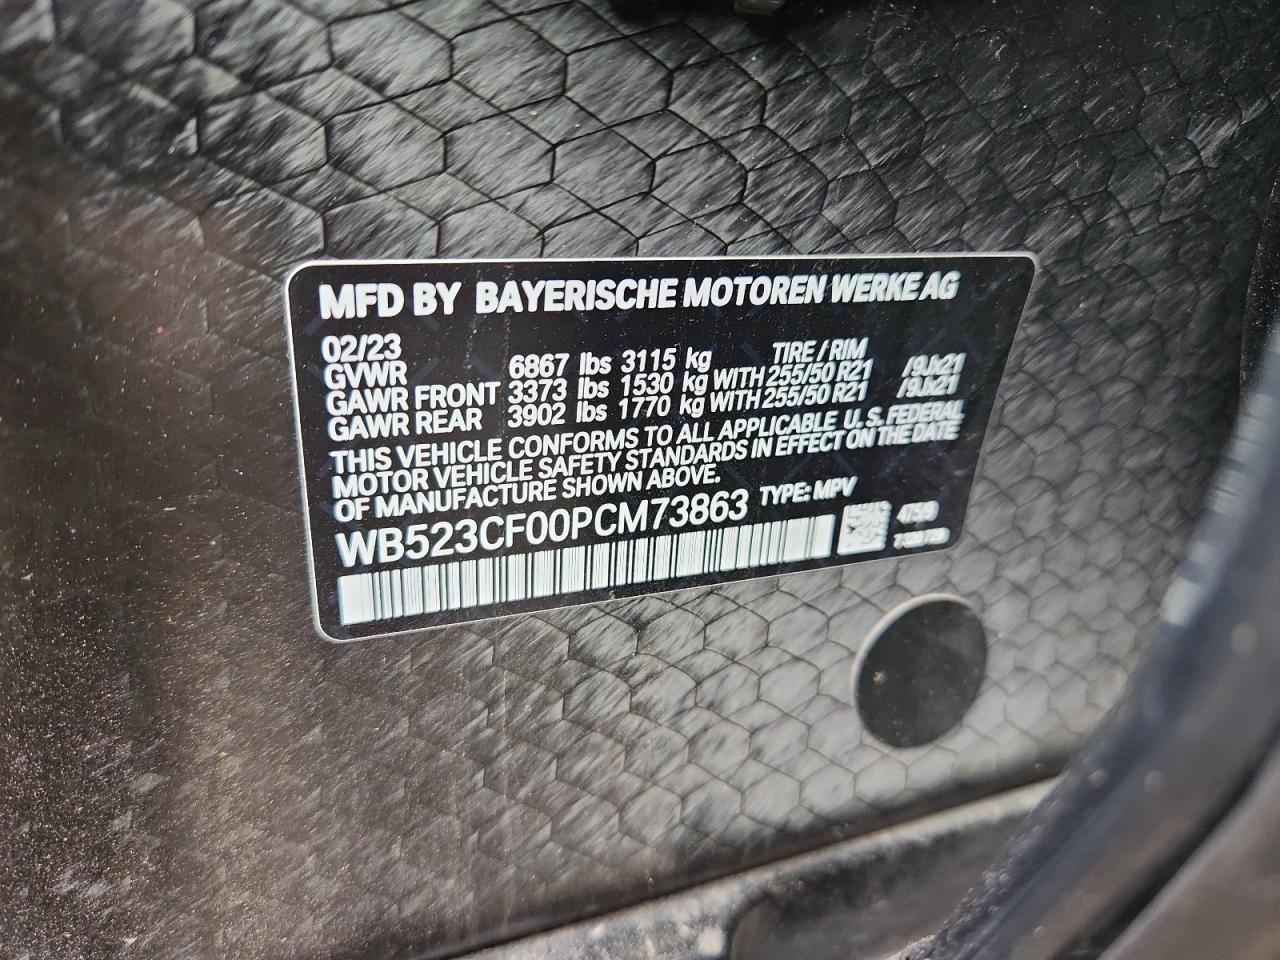 MFD BY BAYERISCHE MOTOREN WERKE AG
02/23 TIRE / RIM
GVWR 6867 lbs 3115 kg
GAWR FRONT 3373 lbs 1530 kg WITH 255/50 R21 /9Jx21
GAWR REAR 3902 lbs 1770 kg WITH 255/50 R21 /9Jx21
THIS VEHICLE CONFORMS TO ALL APPLICABLE U.S. FEDERAL
MOTOR VEHICLE SAFETY STANDARDS IN EFFECT ON THE DATE
OF MANUFACTURE SHOWN ABOVE.
WB523CF00PCM73863 TYPE: MPV